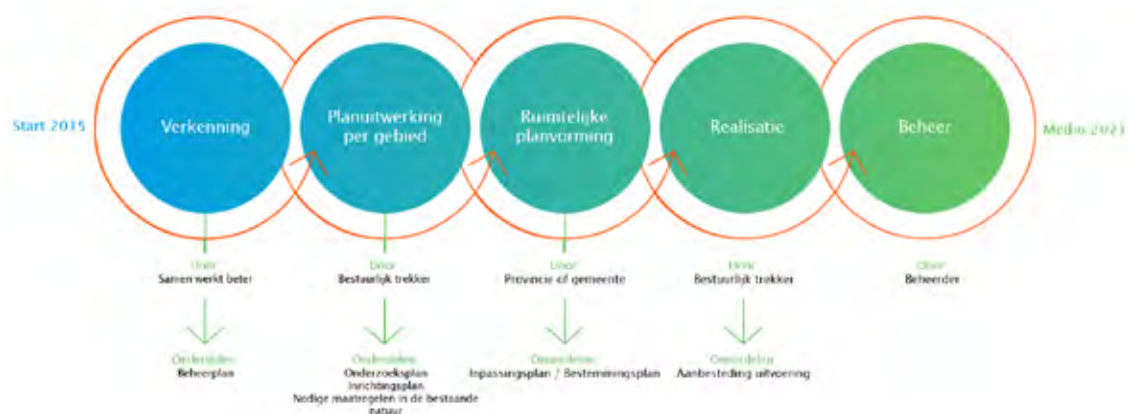 Start 2015
Verkenning
Planuitwerking
per gebied
Ruimtelijke
planvorming
Realisatie
Beheer
Medio 2021
Door
Samen werkt beter
Door
Bestuurlijk trekker
Door
Provincie of gemeente
Door
Bestuurlijk trekker
Door
Beheerder
Onderdelen
Beheerplan
Onderdelen
Onderzoeksplan
Inrichtingsplan
Nodige maatregelen in de bestaande
natuur
Onderdelen
Inpassingsplan / Bestemmingsplan
Onderdelen
Aanbesteding uitvoering